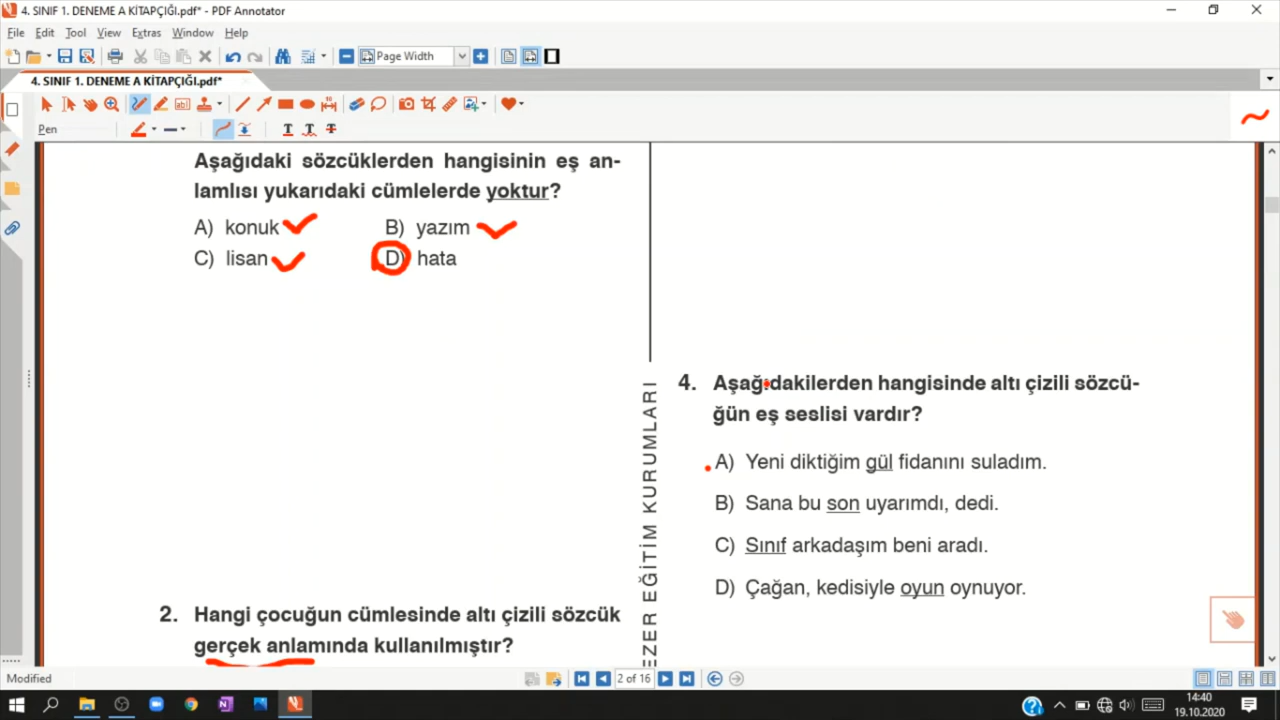 4. SINIF 1. DENEME A KİTAPÇIĞI.pdf* - PDF Annotator
File Edit Tool View Extras Window Help
Page Width
4. SINIF 1. DENEME A KİTAPÇIĞI.pdf*
Pen
Aşağıdaki sözcüklerden hangisinin eş an-
lamlısı yukarıdaki cümlelerde yoktur?
A) konuk B) yazım
C) lisan D) hata
2. Hangi çocuğun cümlesinde altı çizili sözcük
gerçek anlamında kullanılmıştır?
EZER EĞİTİM KURUMLARI
4. Aşağıdakilerden hangisinde altı çizili sözcü-
ğün eş seslisi vardır?
A) Yeni diktiğim gül fidanını suladım.
B) Sana bu son uyarımdı, dedi.
C) Sınıf arkadaşım beni aradı.
D) Çağan, kedisiyle oyun oynuyor.
Modified
2 of 16
14:40
19.10.2020